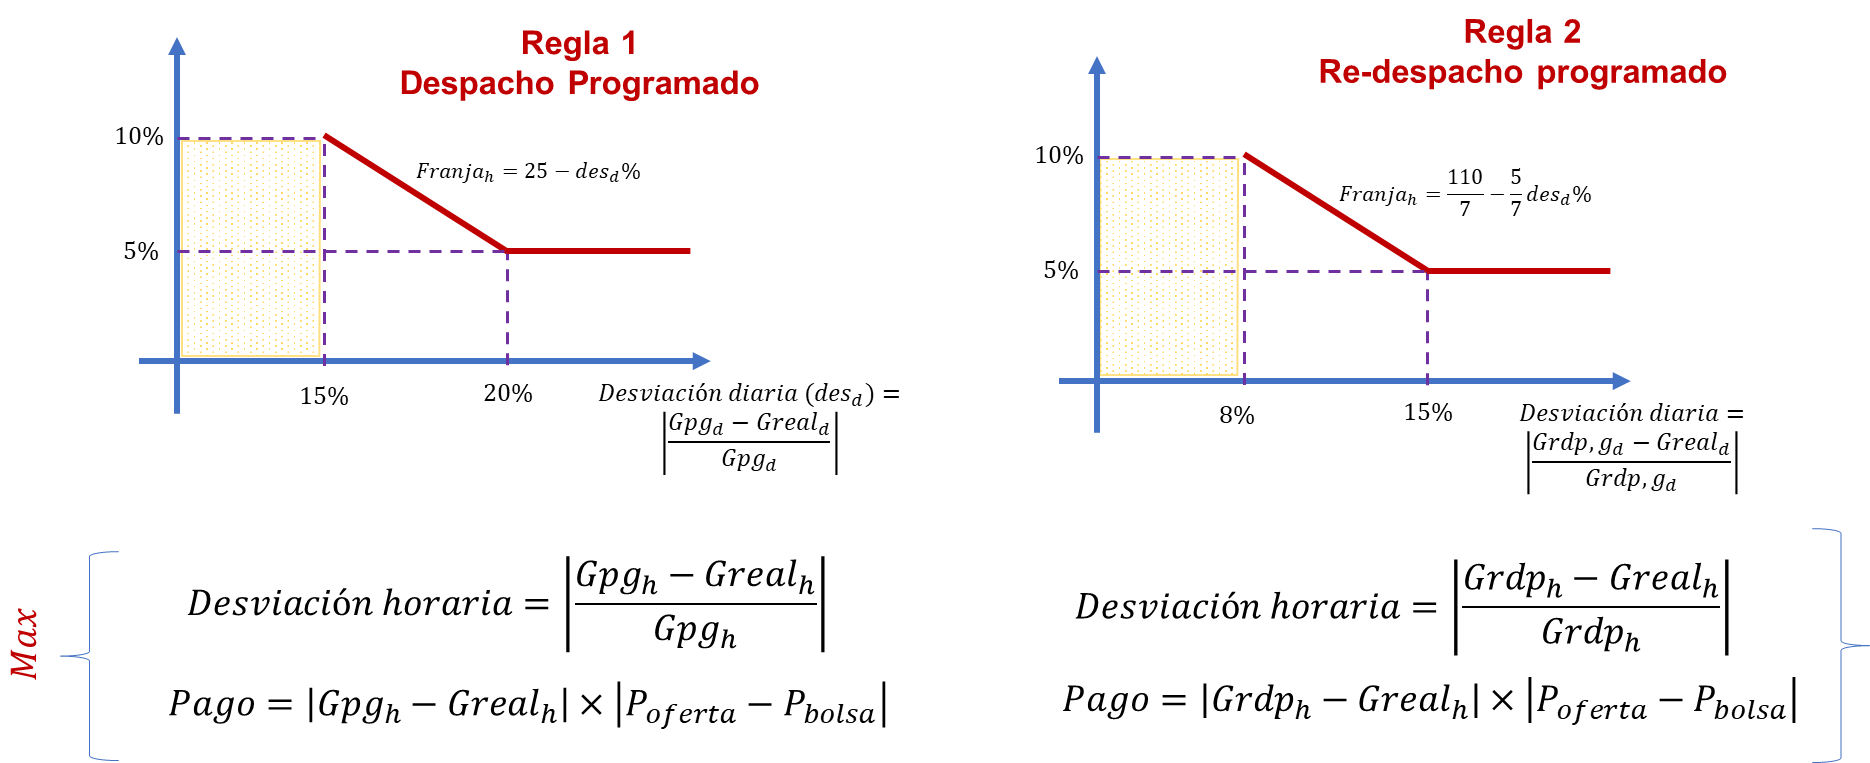 Regla 1
Despacho Programado
10%
5%
Franja_h = 25 − des_d%
15%
20%
Desviación diaria (des_d) =
|(Gpg_d − Greal_d) / Gpg_d|
Regla 2
Re-despacho programado
10%
5%
Franja_h = 110/7 − 5/7 des_d%
8%
15%
Desviación diaria =
|(Grdp, g_d − Greal_d) / Grdp, g_d|
Max
Desviación horaria = |(Gpg_h − Greal_h) / Gpg_h|
Pago = |Gpg_h − Greal_h| × |P_oferta − P_bolsa|
Desviación horaria = |(Grdp_h − Greal_h) / Grdp_h|
Pago = |Grdp_h − Greal_h| × |P_oferta − P_bolsa|